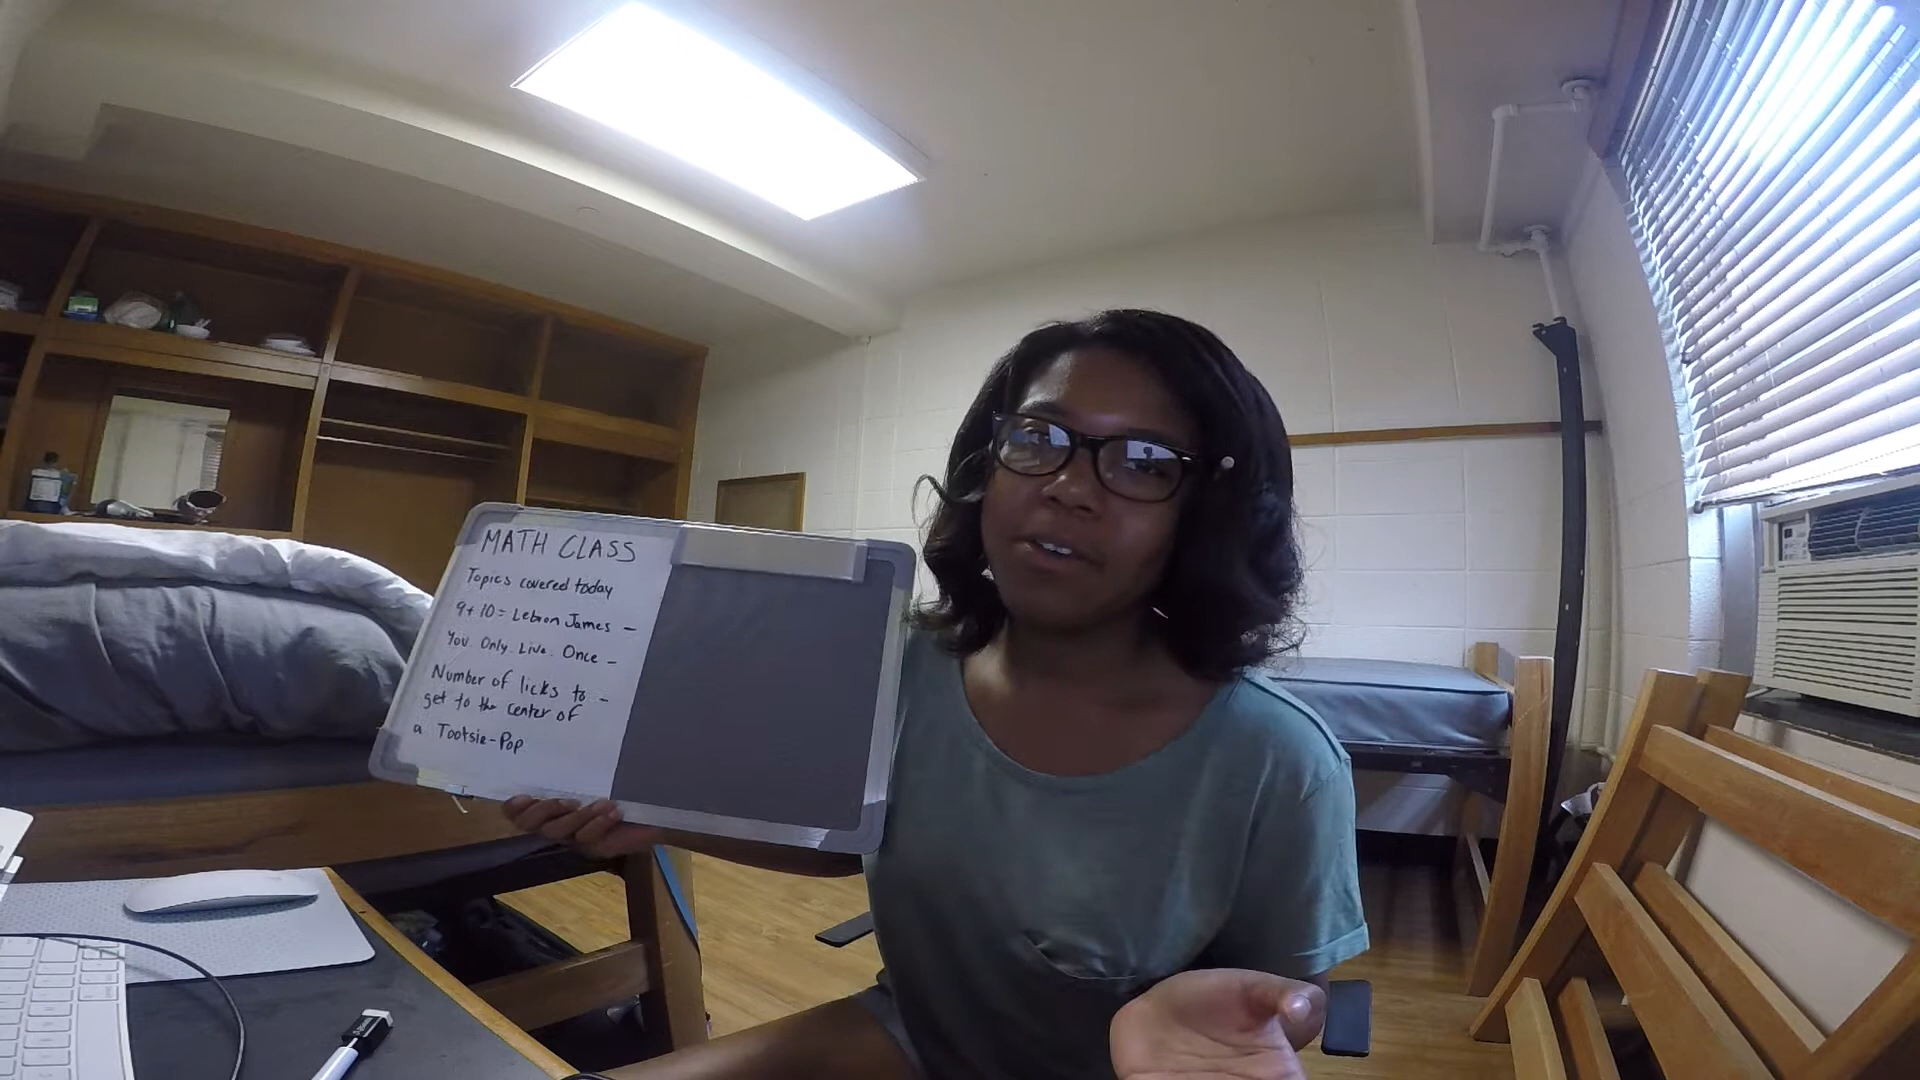 MATH CLASS
Topics covered today
9+10 = Lebron James -
You Only Live Once -
Number of licks to -
get to the center of
a Tootsie-Pop